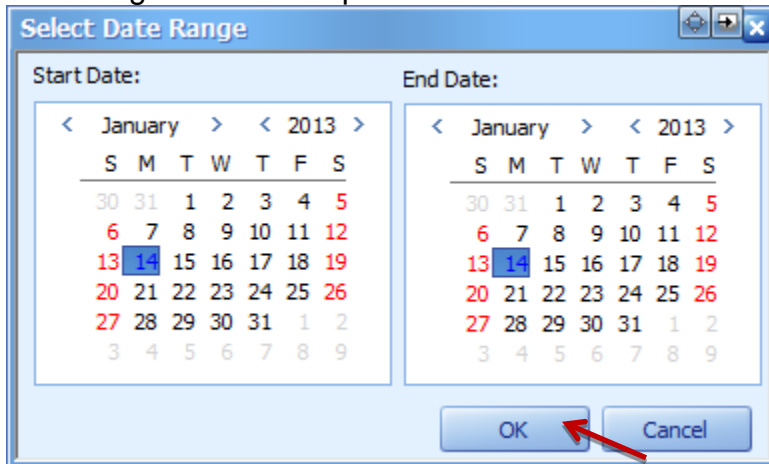 Select Date Range
Start Date:
End Date:
< January > < 2013 >
S M T W T F S
30 31 1 2 3 4 5
6 7 8 9 10 11 12
13 14 15 16 17 18 19
20 21 22 23 24 25 26
27 28 29 30 31 1 2
3 4 5 6 7 8 9
< January > < 2013 >
S M T W T F S
30 31 1 2 3 4 5
6 7 8 9 10 11 12
13 14 15 16 17 18 19
20 21 22 23 24 25 26
27 28 29 30 31 1 2
3 4 5 6 7 8 9
OK
Cancel